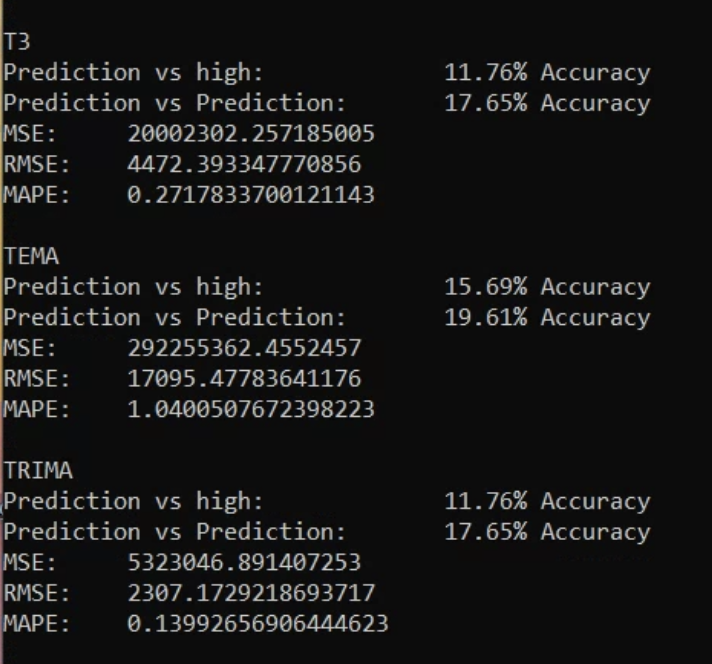 T3
Prediction vs high: 11.76% Accuracy
Prediction vs Prediction: 17.65% Accuracy
MSE: 20002302.257185005
RMSE: 4472.393347770856
MAPE: 0.2717833700121143
TEMA
Prediction vs high: 15.69% Accuracy
Prediction vs Prediction: 19.61% Accuracy
MSE: 292255362.4552457
RMSE: 17095.47783641176
MAPE: 1.0400507672398223
TRIMA
Prediction vs high: 11.76% Accuracy
Prediction vs Prediction: 17.65% Accuracy
MSE: 5323046.891407253
RMSE: 2307.1729218693717
MAPE: 0.13992656906444623